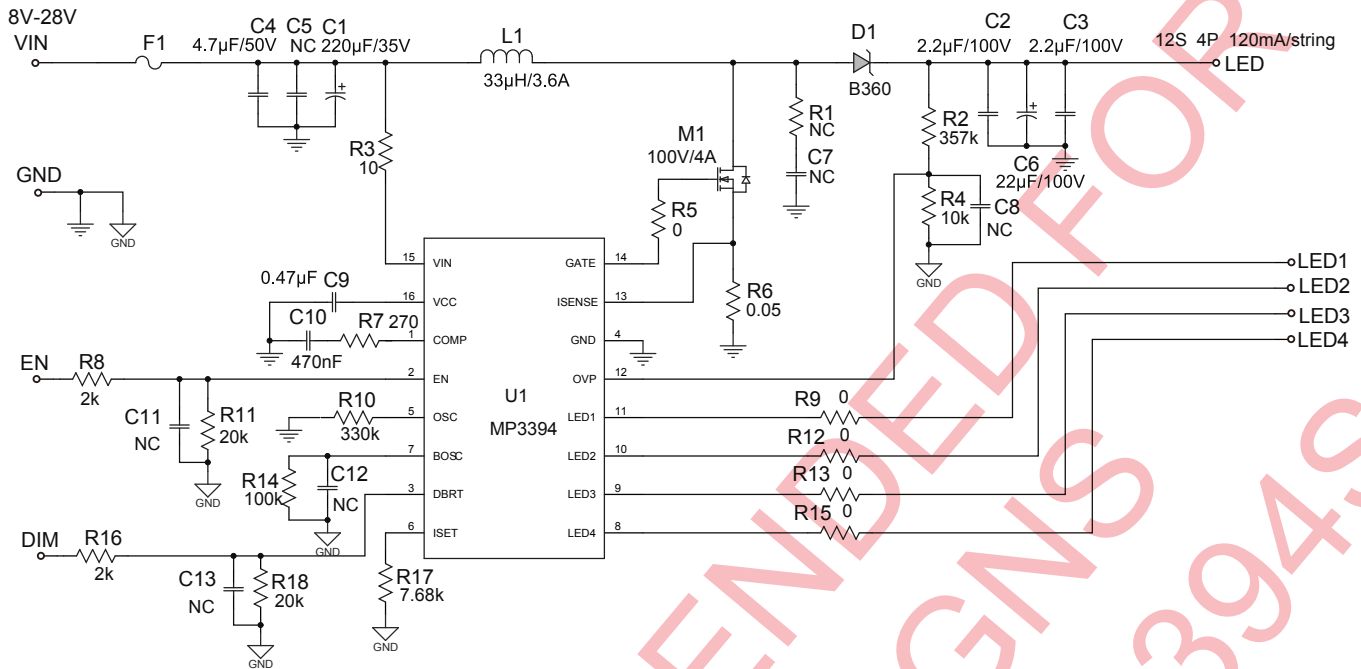 8V-28V
VIN
F1
C4
4.7µF/50V
C5
NC
C1
220µF/35V
L1
33µH/3.6A
D1
B360
C2
2.2µF/100V
C3
2.2µF/100V
12S 4P 120mA/string
LED
R3
10
M1
100V/4A
R1
NC
C7
NC
R2
357k
C6
22µF/100V
R4
10k
C8
NC
GND
GND
GND
R5
0
R6
0.05
0.47µF
C9
C10
470nF
R7 270
15 VIN
16 VCC
1 COMP
2 EN
5 OSC
7 BOSC
3 DBRT
6 ISET
U1
MP3394
GATE 14
ISENSE 13
GND 4
OVP 12
LED1 11
LED2 10
LED3 9
LED4 8
LED1
LED2
LED3
LED4
EN
R8
2k
C11
NC
R11
20k
GND
R10
330k
R14
100k
C12
NC
GND
R9 0
R12 0
R13 0
R15 0
DIM
R16
2k
C13
NC
R18
20k
GND
R17
7.68k
GND
ENDED FOR
GNS
394S